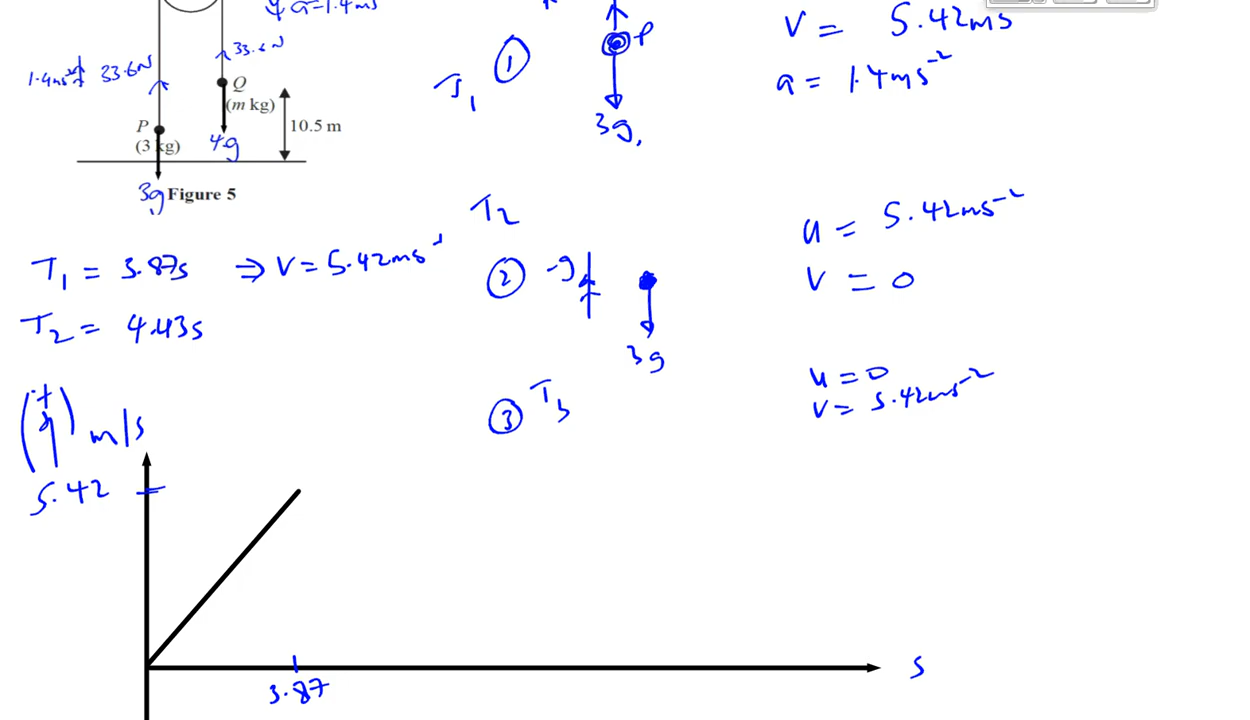 a=1.4ms
33.6N
1.4ms⁻² 33.6N
Q
(m kg)
10.5 m
P
(3 kg)
4g
3g
Figure 5
T₁ = 3.87s ⇒ V = 5.42ms⁻¹
T₂ = 4.43s
T₁ ①
P
3g
V = 5.42ms
a = 1.4ms⁻²
T₂
② -g
3g
u = 5.42ms⁻²
V = 0
③ T₃
u = 0
V = 5.42ms⁻²
(+) m/s
5.42
3.87
s